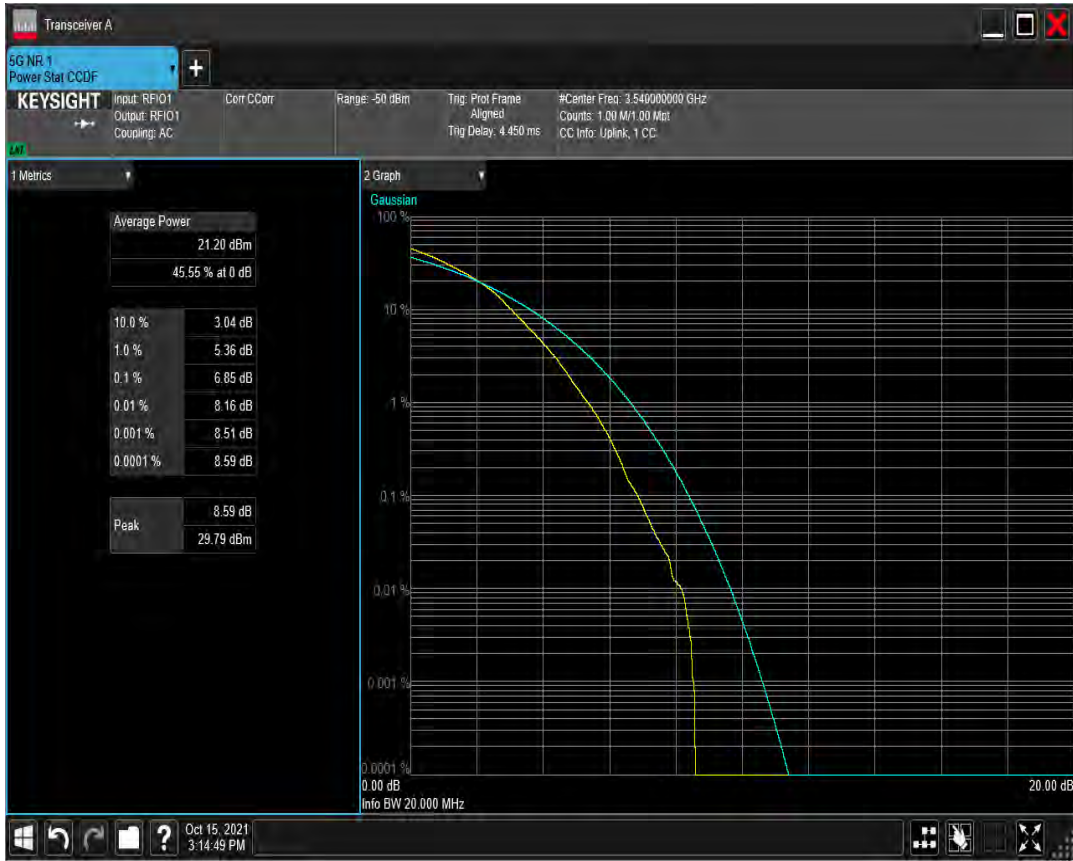 Transceiver A
5G NR 1
Power Stat CCDF
+
KEYSIGHT
Input: RFIO1
Output: RFIO1
Coupling: AC
Corr CCorr
Range: -50 dBm
Trig: Prot Frame
Aligned
Trig Delay: 4.450 ms
#Center Freq: 3.540000000 GHz
Counts: 1.00 M/1.00 Mpt
CC Info: Uplink, 1 CC
LXI
1 Metrics
Average Power
21.20 dBm
45.55 % at 0 dB
10.0 % 3.04 dB
1.0 % 5.36 dB
0.1 % 6.85 dB
0.01 % 8.16 dB
0.001 % 8.51 dB
0.0001 % 8.59 dB
Peak 8.59 dB
29.79 dBm
2 Graph
Gaussian
100 %
10 %
1 %
0.1 %
0.01 %
0.001 %
0.0001 %
0.00 dB 20.00 dB
Info BW 20.000 MHz
? Oct 15, 2021
3:14:49 PM